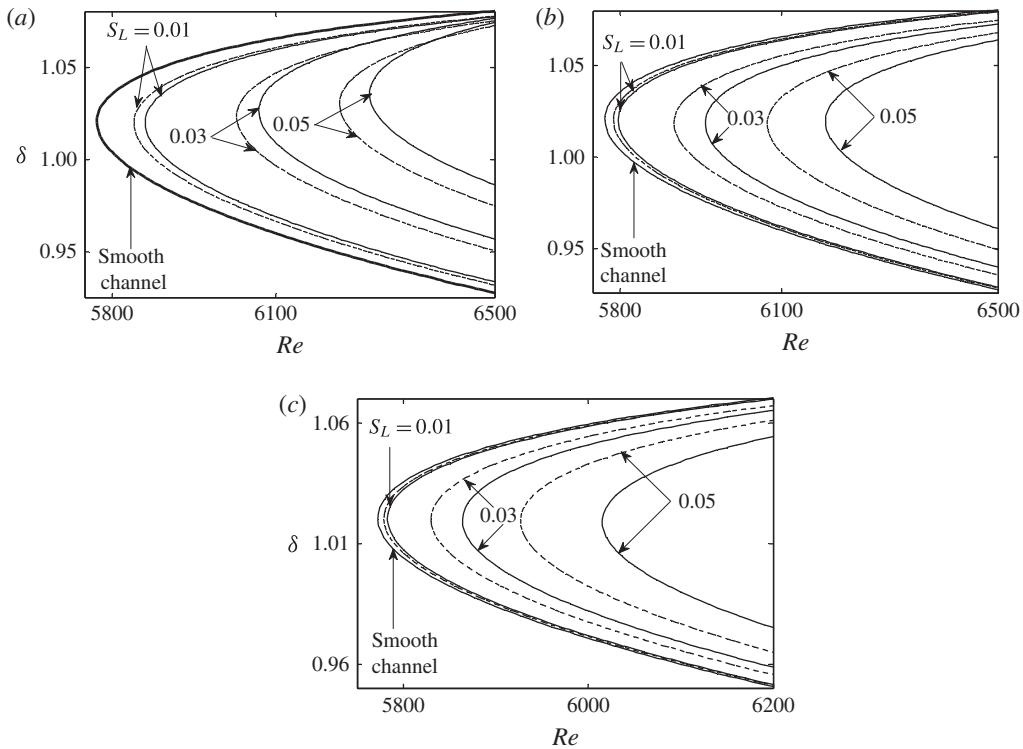 (a)
S_L = 0.01
1.05
δ
1.00
0.95
0.03
0.05
Smooth
channel
5800
6100
6500
Re
(b)
S_L = 0.01
1.05
1.00
0.95
0.03
0.05
Smooth
channel
5800
6100
6500
Re
(c)
S_L = 0.01
1.06
δ
1.01
0.96
0.03
0.05
Smooth
channel
5800
6000
6200
Re